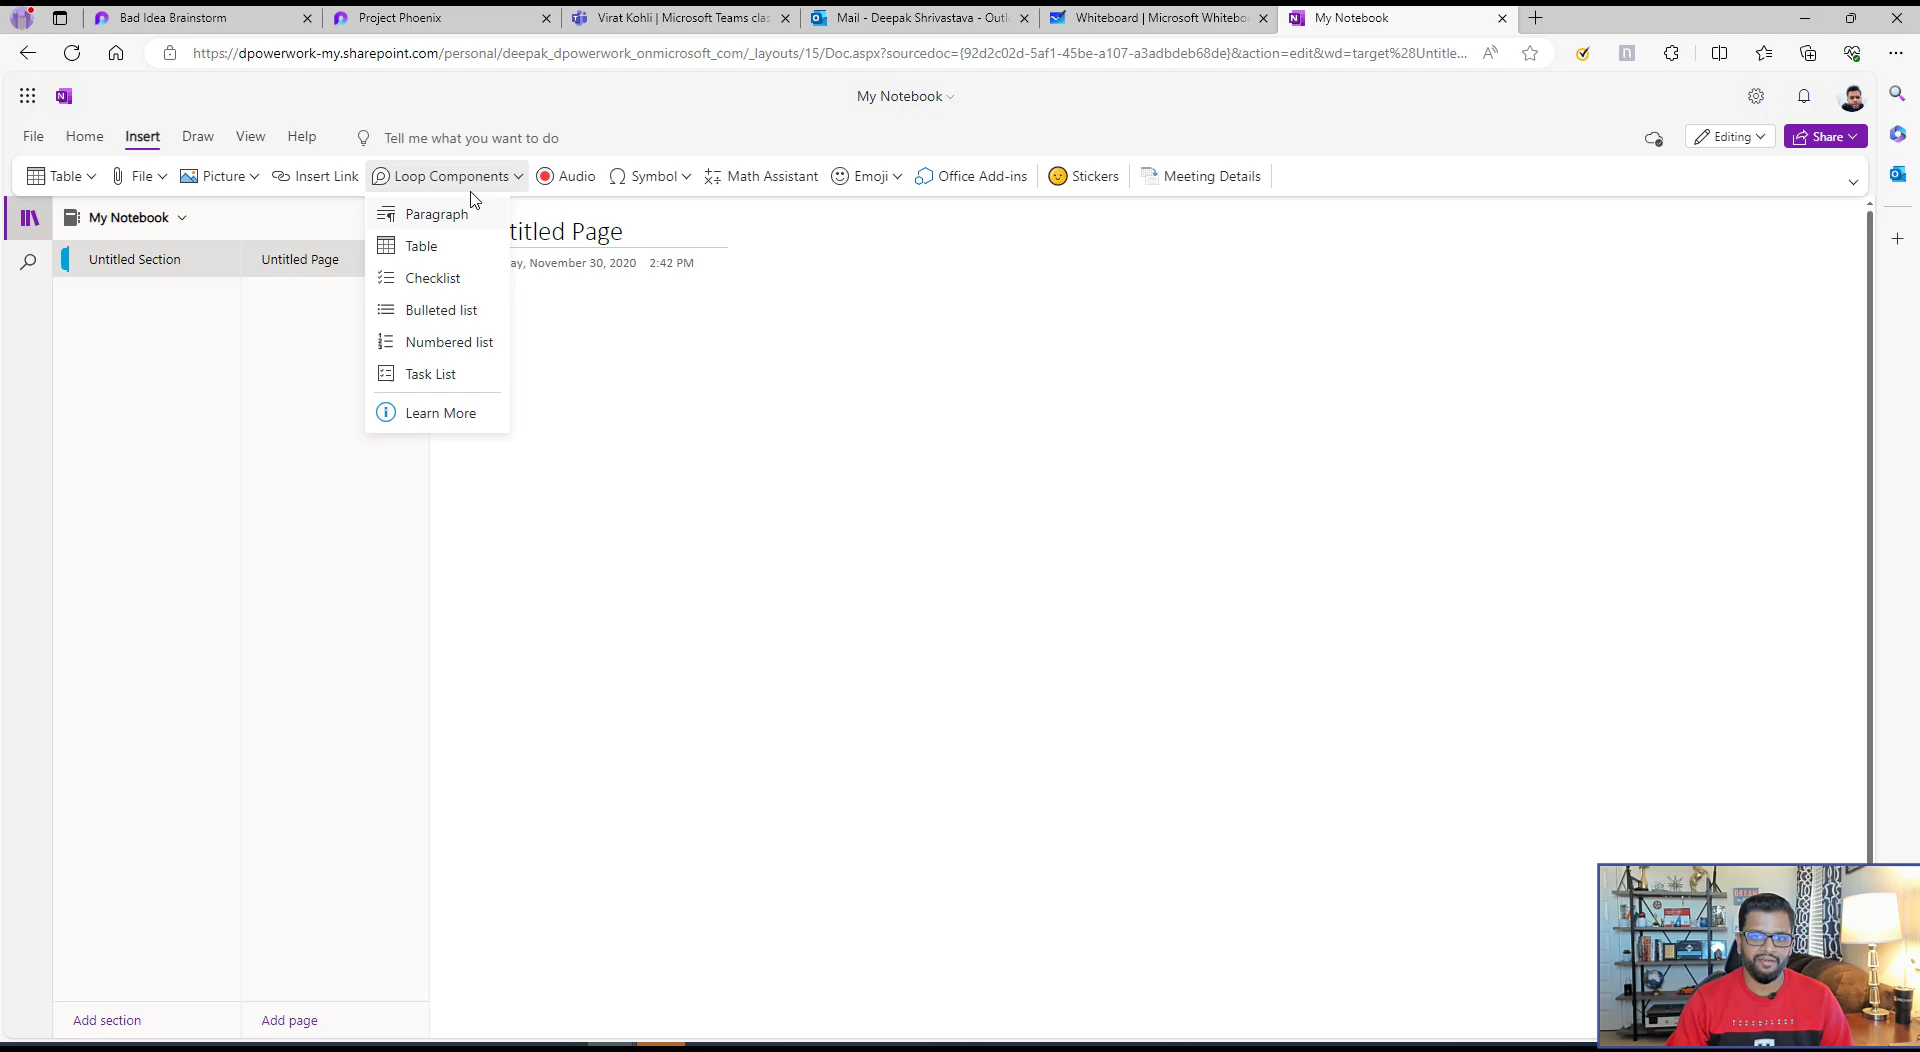 Bad Idea Brainstorm
Project Phoenix
Virat Kohli | Microsoft Teams clas
Mail - Deepak Shrivastava - Outlo
Whiteboard | Microsoft Whitebo
My Notebook
https://dpowerwork-my.sharepoint.com/personal/deepak_dpowerwork_onmicrosoft_com/_layouts/15/Doc.aspx?sourcedoc={92d2c02d-5af1-45be-a107-a3adbdeb68de}&action=edit&wd=target%28Untitle...
My Notebook
File Home Insert Draw View Help Tell me what you want to do
Editing Share
Table File Picture Insert Link Loop Components Audio Symbol Math Assistant Emoji Office Add-ins Stickers Meeting Details
My Notebook
Untitled Section
Untitled Page
Paragraph
Table
Checklist
Bulleted list
Numbered list
Task List
Learn More
titled Page
ay, November 30, 2020 2:42 PM
Add section
Add page
DREAM